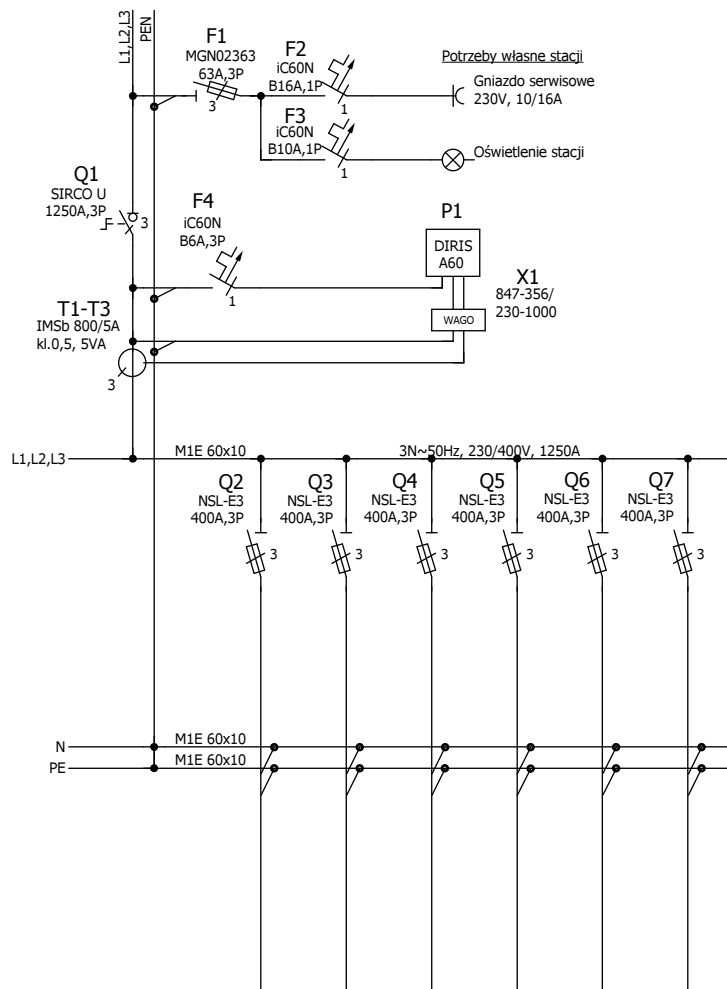 L1,L2,L3
PEN
F1
MGN02363
63A,3P
3
F2
iC60N
B16A,1P
1
Potrzeby własne stacji
Gniazdo serwisowe
230V, 10/16A
F3
iC60N
B10A,1P
1
Oświetlenie stacji
Q1
SIRCO U
1250A,3P
3
F4
iC60N
B6A,3P
1
P1
DIRIS
A60
X1
847-356/
230-1000
WAGO
T1-T3
IMSb 800/5A
kl.0,5, 5VA
3
L1,L2,L3
M1E 60x10
3N~50Hz, 230/400V, 1250A
Q2
NSL-E3
400A,3P
3
Q3
NSL-E3
400A,3P
3
Q4
NSL-E3
400A,3P
3
Q5
NSL-E3
400A,3P
3
Q6
NSL-E3
400A,3P
3
Q7
NSL-E3
400A,3P
3
N
M1E 60x10
PE
M1E 60x10